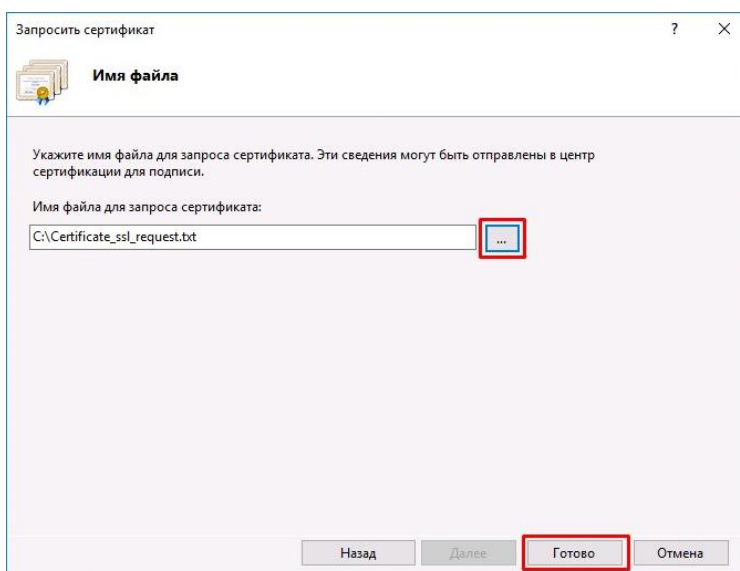 Запросить сертификат
?
Имя файла
Укажите имя файла для запроса сертификата. Эти сведения могут быть отправлены в центр
сертификации для подписи.
Имя файла для запроса сертификата:
C:\Certificate_ssl_request.txt
...
Назад Далее Готово Отмена